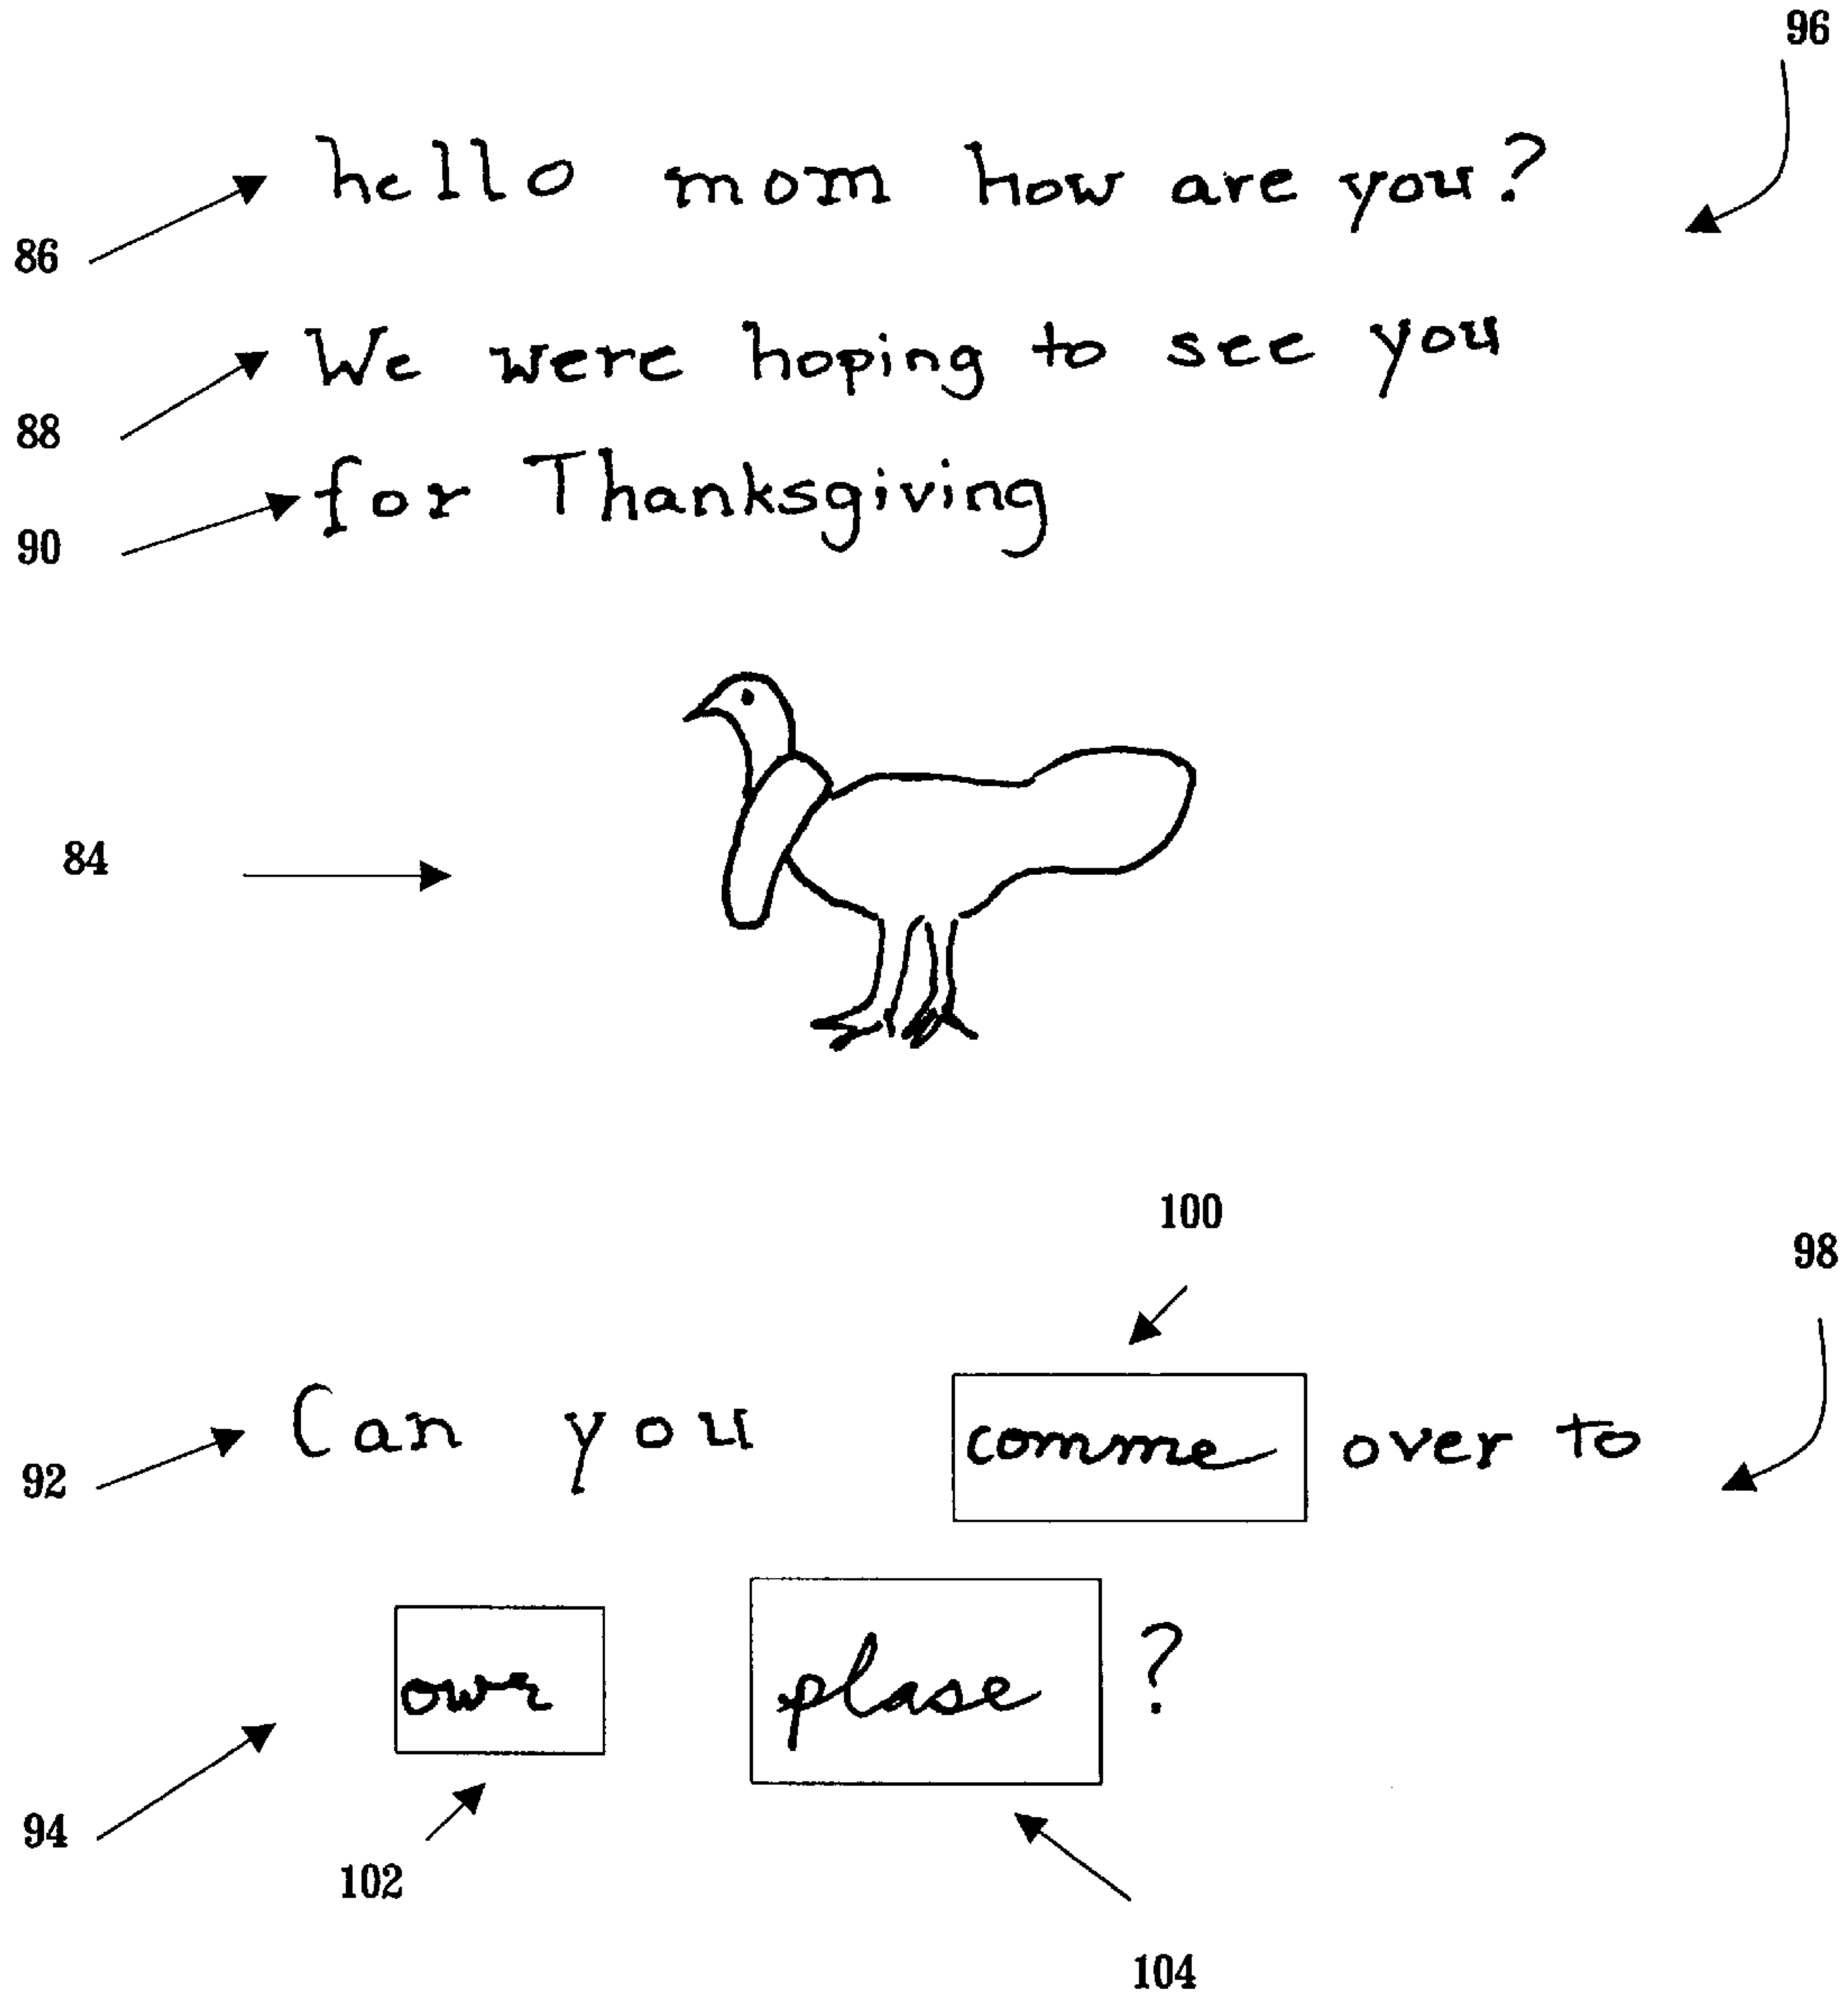 96
hello mom how are you?
86
We were hoping to see you
88
for Thanksgiving
90
84
100
98
Can you comme over to
92
owr plase ?
94
102
104